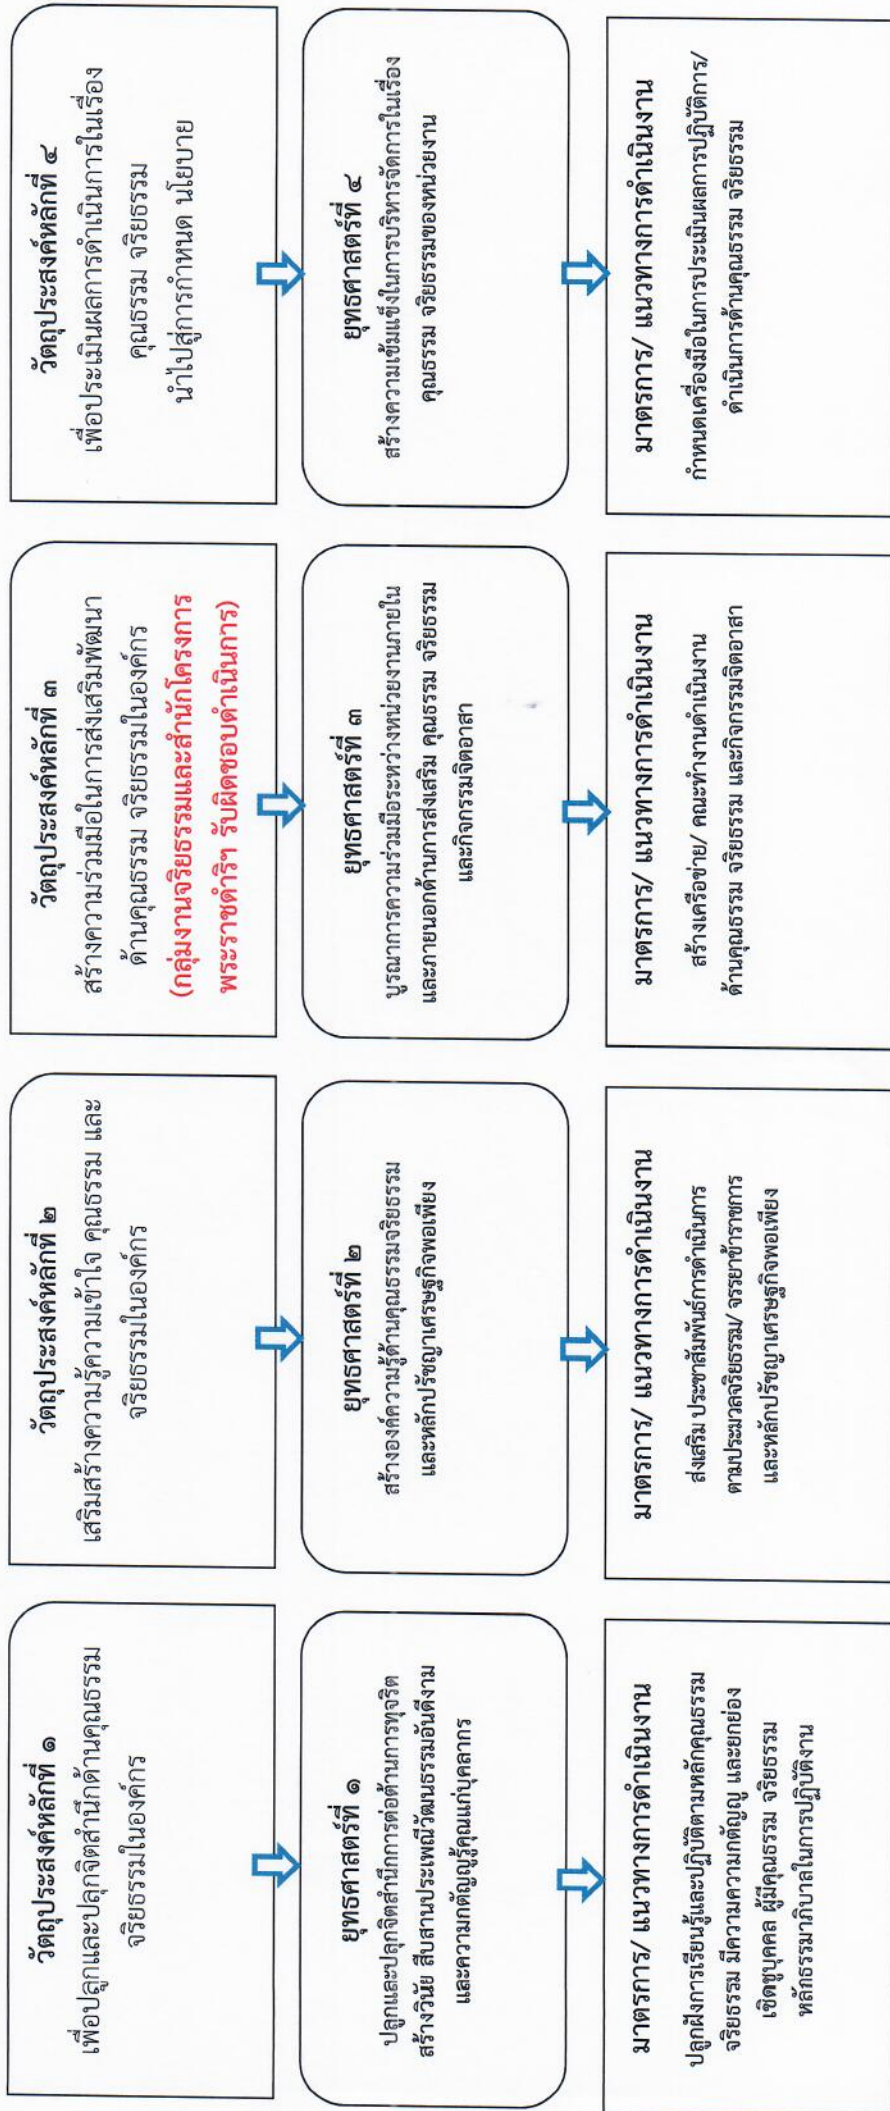 วัตถุประสงค์หลักที่ ๑
เพื่อปลูกและปลุกจิตสำนึกด้านคุณธรรม
จริยธรรมในองค์กร
ยุทธศาสตร์ที่ ๑
ปลูกและปลุกจิตสำนึกการต่อต้านการทุจริต
สร้างวินัย สืบสานประเพณีวัฒนธรรมอันดีงาม
และความกตัญญูรู้คุณแก่บุคลากร
มาตรการ/ แนวทางการดำเนินงาน
ปลูกฝังการเรียนรู้และปฏิบัติตามหลักคุณธรรม
จริยธรรม มีความความกตัญญู และยกย่อง
เชิดชูบุคคล ผู้มีคุณธรรม จริยธรรม
หลักธรรมาภิบาลในการปฏิบัติงาน
วัตถุประสงค์หลักที่ ๒
เสริมสร้างความรู้ความเข้าใจ คุณธรรม และ
จริยธรรมในองค์กร
ยุทธศาสตร์ที่ ๒
สร้างองค์ความรู้ด้านคุณธรรมจริยธรรม
และหลักปรัชญาเศรษฐกิจพอเพียง
มาตรการ/ แนวทางการดำเนินงาน
ส่งเสริม ประชาสัมพันธ์การดำเนินการ
ตามประมวลจริยธรรม/ จรรยาข้าราชการ
และหลักปรัชญาเศรษฐกิจพอเพียง
วัตถุประสงค์หลักที่ ๓
สร้างความร่วมมือในการส่งเสริมพัฒนา
ด้านคุณธรรม จริยธรรมในองค์กร
(กลุ่มงานจริยธรรมและสำนักโครงการ
พระราชดำริฯ รับผิดชอบดำเนินการ)
ยุทธศาสตร์ที่ ๓
บูรณาการความร่วมมือระหว่างหน่วยงานภายใน
และภายนอกด้านการส่งเสริม คุณธรรม จริยธรรม
และกิจกรรมจิตอาสา
มาตรการ/ แนวทางการดำเนินงาน
สร้างเครือข่าย/ คณะทำงานดำเนินงาน
ด้านคุณธรรม จริยธรรม และกิจกรรมจิตอาสา
วัตถุประสงค์หลักที่ ๔
เพื่อประเมินผลการดำเนินการในเรื่อง
คุณธรรม จริยธรรม
นำไปสู่การกำหนด นโยบาย
ยุทธศาสตร์ที่ ๔
สร้างความเข้มแข็งในการบริหารจัดการในเรื่อง
คุณธรรม จริยธรรมของหน่วยงาน
มาตรการ/ แนวทางการดำเนินงาน
กำหนดเครื่องมือในการประเมินผลการปฏิบัติการ/
ดำเนินการด้านคุณธรรม จริยธรรม